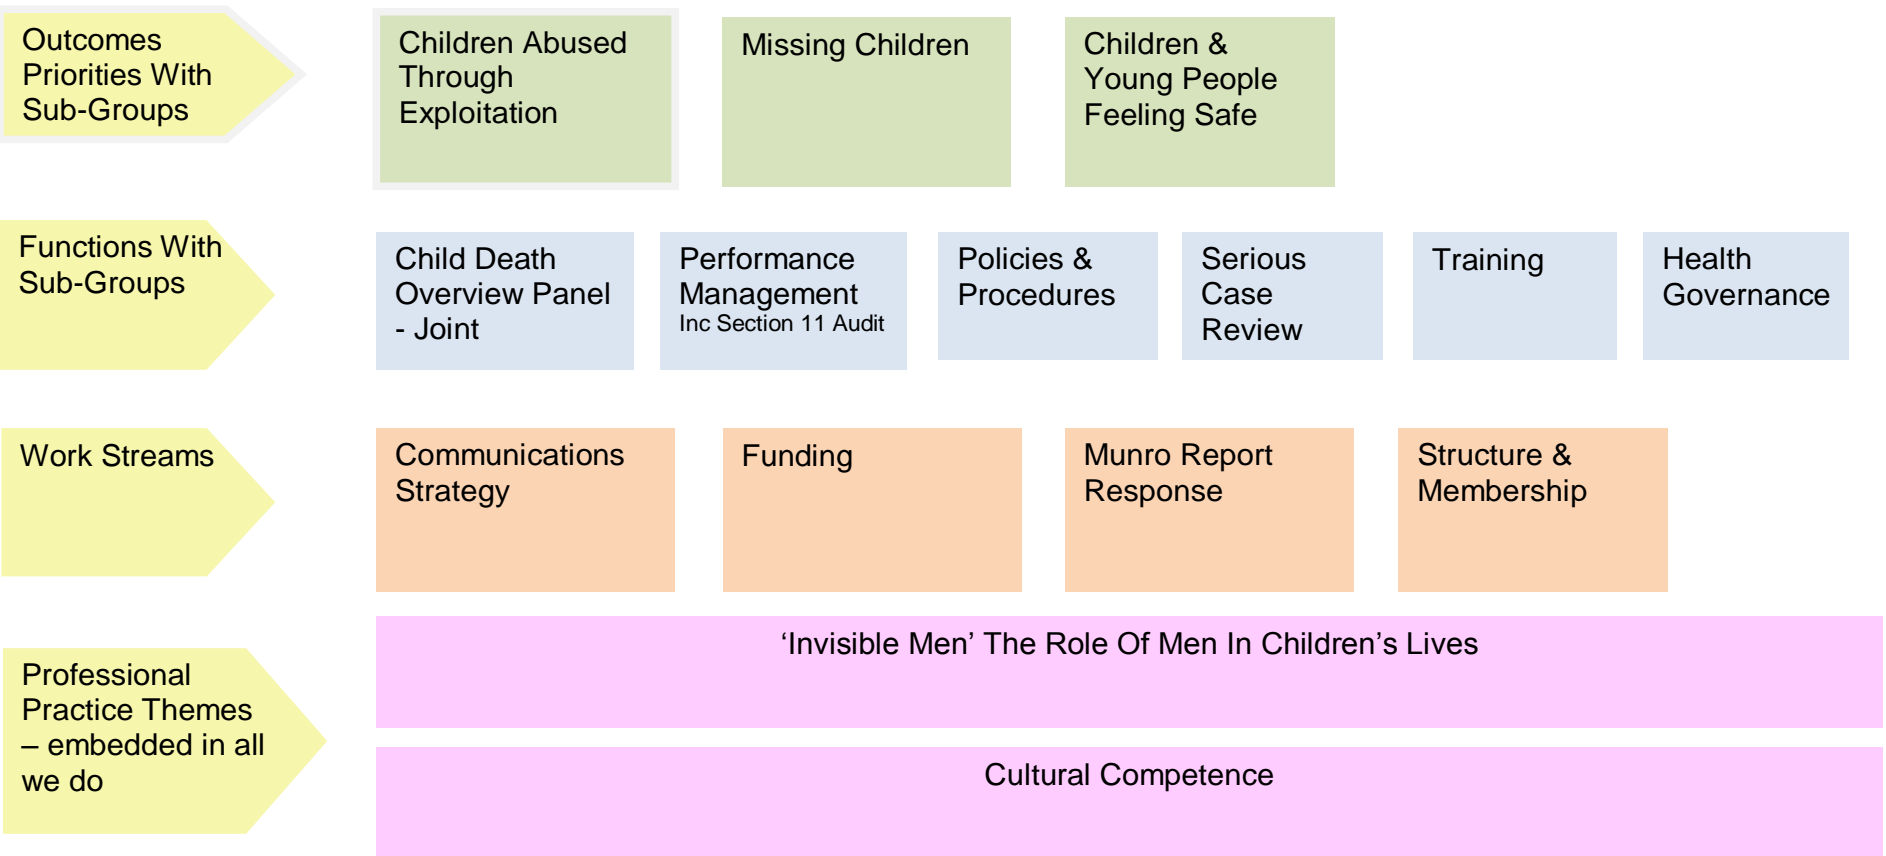 Outcomes
Priorities With
Sub-Groups
Children Abused
Through
Exploitation
Missing Children
Children &
Young People
Feeling Safe
Functions With
Sub-Groups
Child Death
Overview Panel
- Joint
Performance
Management
Inc Section 11 Audit
Policies &
Procedures
Serious
Case
Review
Training
Health
Governance
Work Streams
Communications
Strategy
Funding
Munro Report
Response
Structure &
Membership
Professional
Practice Themes
– embedded in all
we do
‘Invisible Men’ The Role Of Men In Children’s Lives
Cultural Competence